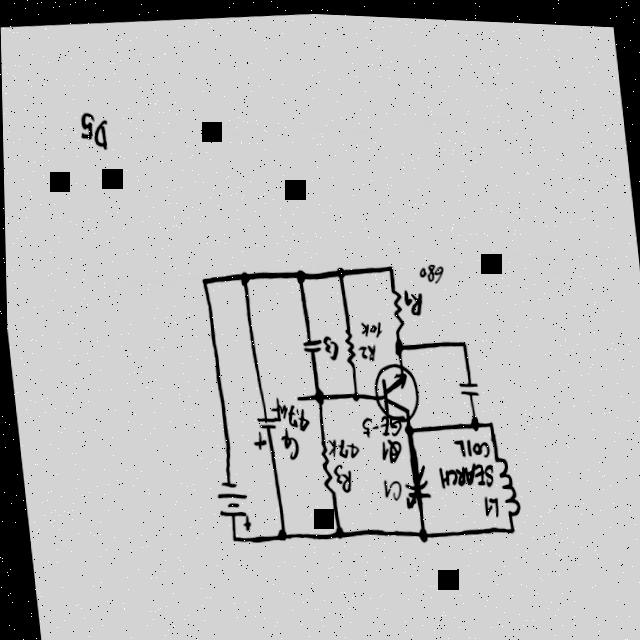 L1
SEARCH
COIL
C1
Q1
GE-5
R3
47k
+
C4
4.7uF
+
R2
10k
C3
R1
680
D5